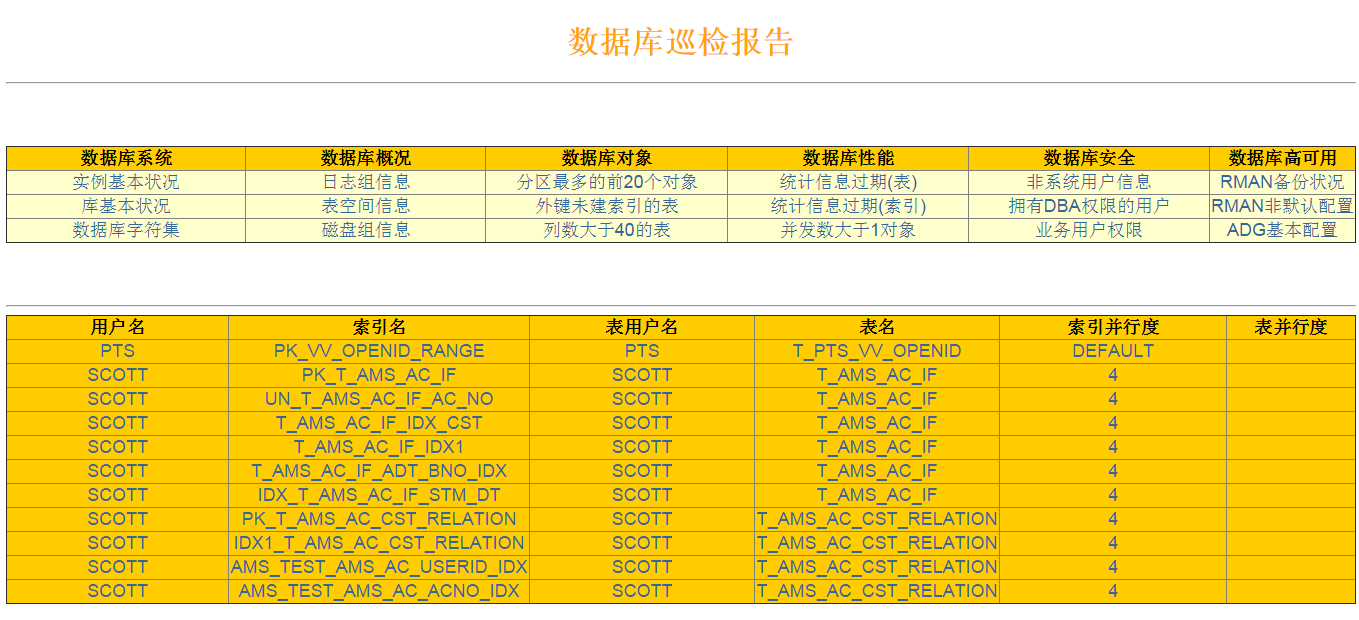 数据库巡检报告
数据库系统 数据库概况 数据库对象 数据库性能 数据库安全 数据库高可用
实例基本状况 日志组信息 分区最多的前20个对象 统计信息过期(表) 非系统用户信息 RMAN备份状况
库基本状况 表空间信息 外键未建索引的表 统计信息过期(索引) 拥有DBA权限的用户 RMAN非默认配置
数据库字符集 磁盘组信息 列数大于40的表 并发数大于1对象 业务用户权限 ADG基本配置
用户名 索引名 表用户名 表名 索引并行度 表并行度
PTS PK_VV_OPENID_RANGE PTS T_PTS_VV_OPENID DEFAULT
SCOTT PK_T_AMS_AC_IF SCOTT T_AMS_AC_IF 4
SCOTT UN_T_AMS_AC_IF_AC_NO SCOTT T_AMS_AC_IF 4
SCOTT T_AMS_AC_IF_IDX_CST SCOTT T_AMS_AC_IF 4
SCOTT T_AMS_AC_IF_IDX1 SCOTT T_AMS_AC_IF 4
SCOTT T_AMS_AC_IF_ADT_BNO_IDX SCOTT T_AMS_AC_IF 4
SCOTT IDX_T_AMS_AC_IF_STM_DT SCOTT T_AMS_AC_IF 4
SCOTT PK_T_AMS_AC_CST_RELATION SCOTT T_AMS_AC_CST_RELATION 4
SCOTT IDX1_T_AMS_AC_CST_RELATION SCOTT T_AMS_AC_CST_RELATION 4
SCOTT AMS_TEST_AMS_AC_USERID_IDX SCOTT T_AMS_AC_CST_RELATION 4
SCOTT AMS_TEST_AMS_AC_ACNO_IDX SCOTT T_AMS_AC_CST_RELATION 4